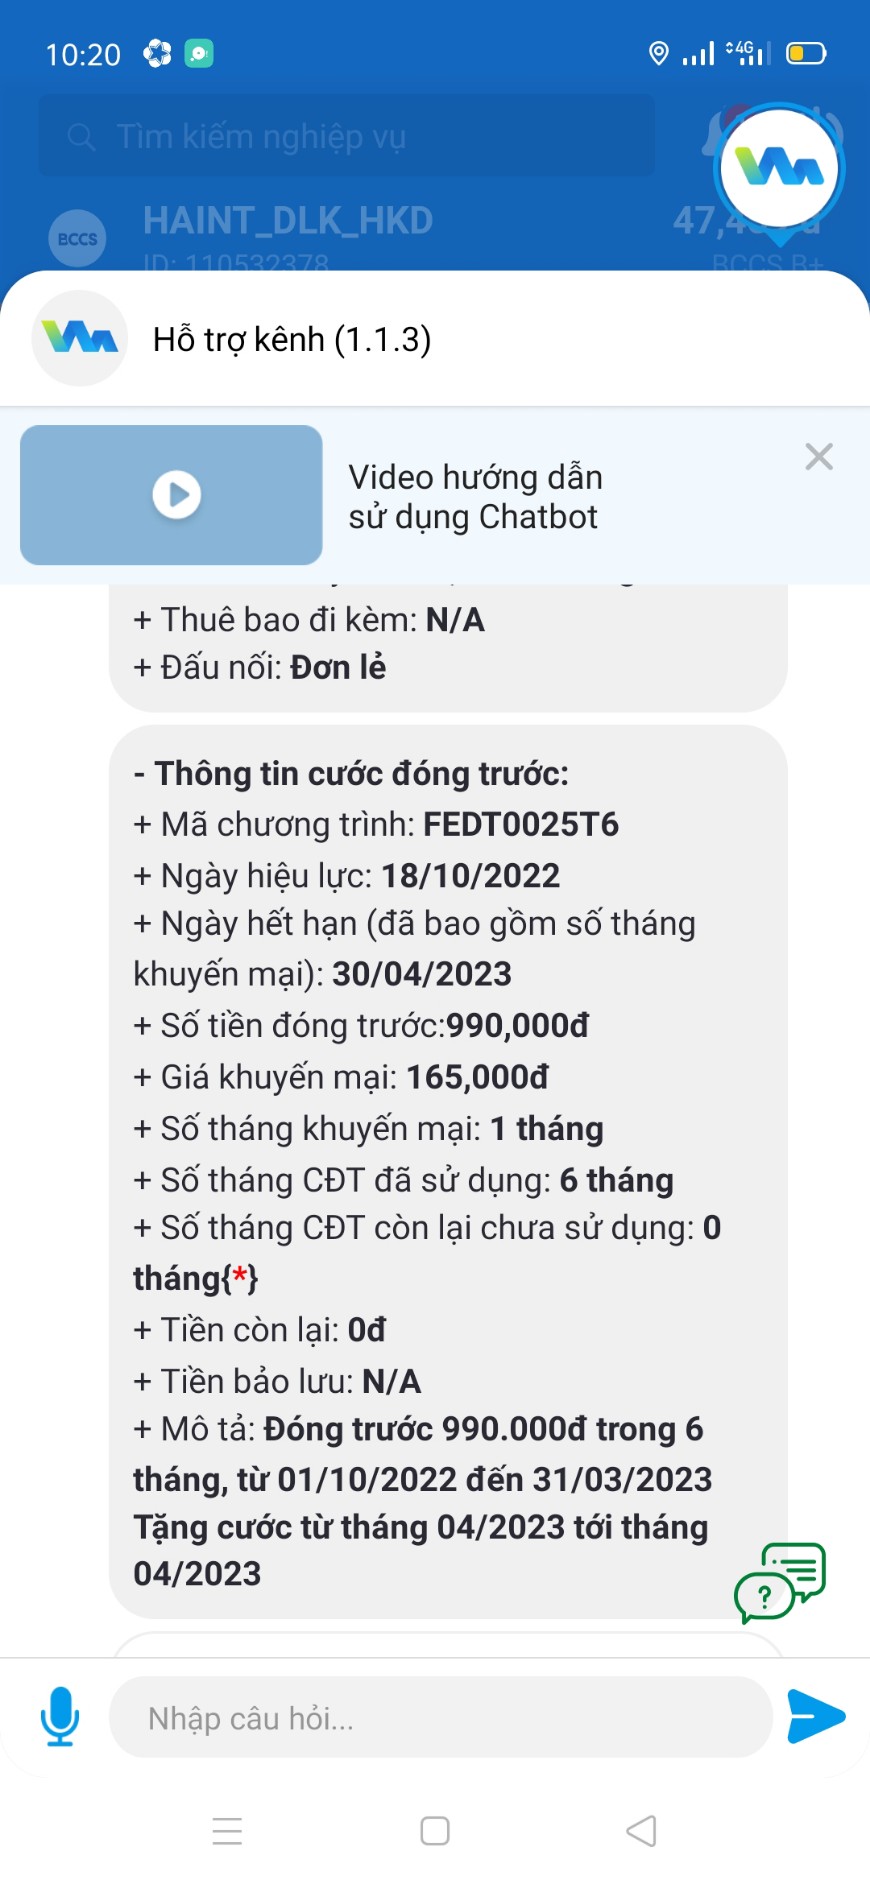 10:20
4G
Tìm kiếm nghiệp vụ
BCCS
HAINT_DLK_HKD
ID: 110532378
BCCS B+
Hỗ trợ kênh (1.1.3)
Video hướng dẫn
sử dụng Chatbot
+ Thuê bao đi kèm: N/A
+ Đấu nối: Đơn lẻ
- Thông tin cước đóng trước:
+ Mã chương trình: FEDT0025T6
+ Ngày hiệu lực: 18/10/2022
+ Ngày hết hạn (đã bao gồm số tháng
khuyến mại): 30/04/2023
+ Số tiền đóng trước:990,000đ
+ Giá khuyến mại: 165,000đ
+ Số tháng khuyến mại: 1 tháng
+ Số tháng CĐT đã sử dụng: 6 tháng
+ Số tháng CĐT còn lại chưa sử dụng: 0
tháng{*}
+ Tiền còn lại: 0đ
+ Tiền bảo lưu: N/A
+ Mô tả: Đóng trước 990.000đ trong 6
tháng, từ 01/10/2022 đến 31/03/2023
Tặng cước từ tháng 04/2023 tới tháng
04/2023
?
Nhập câu hỏi...